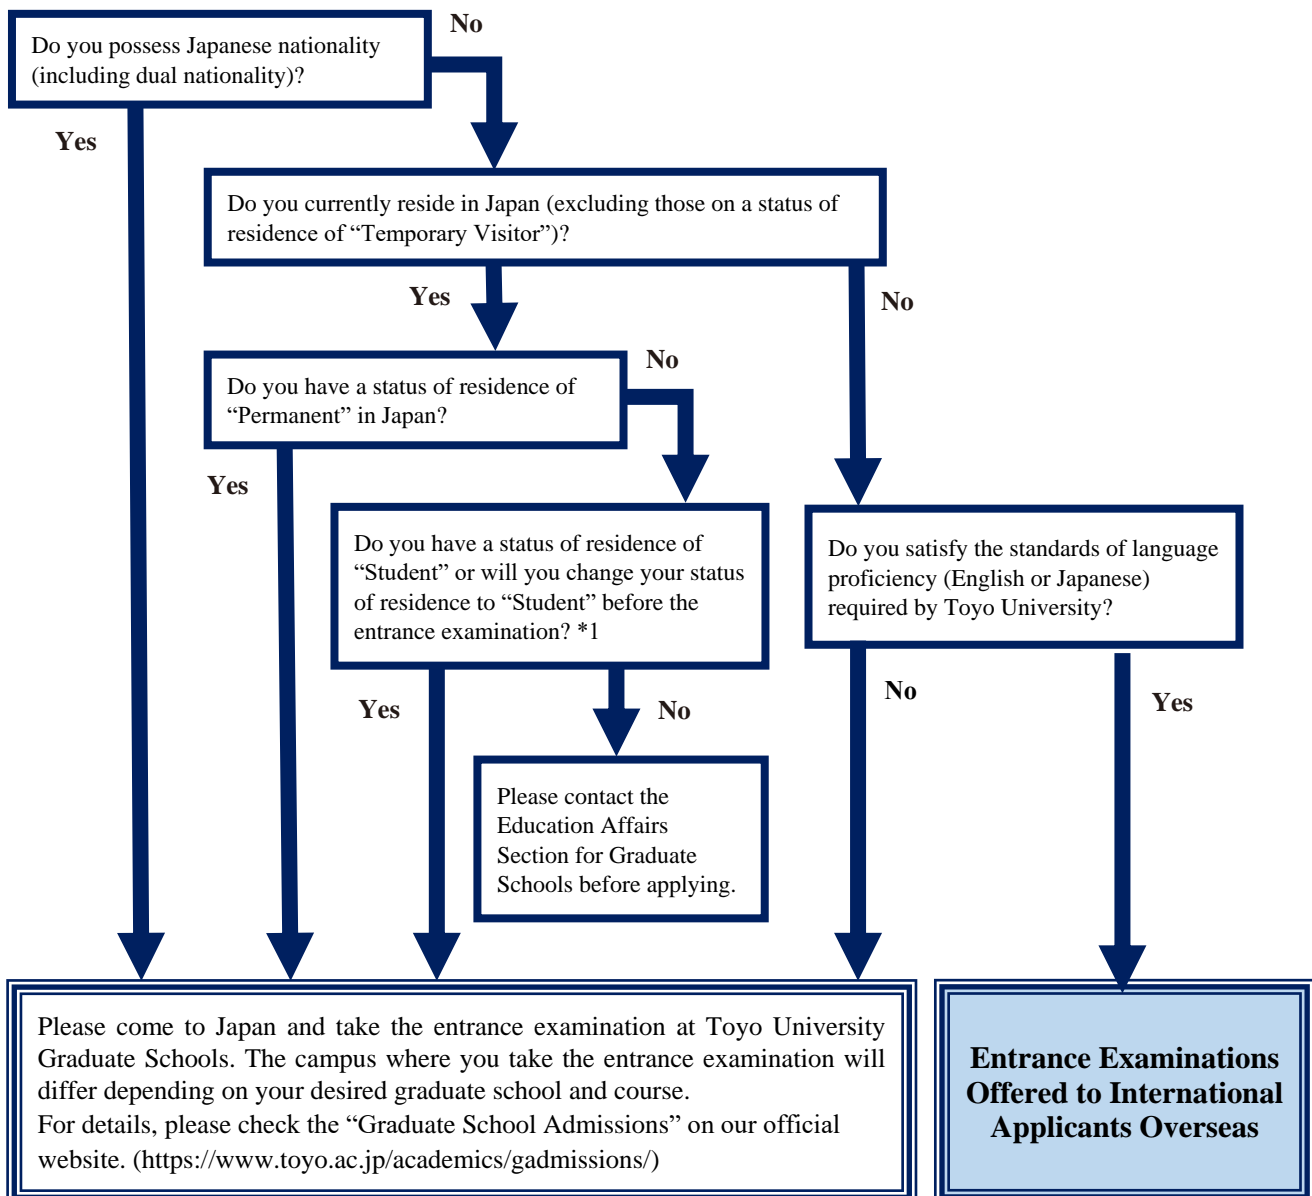 No
Do you possess Japanese nationality
(including dual nationality)?
Yes
Do you currently reside in Japan (excluding those on a status of
residence of “Temporary Visitor”)?
Yes
No
No
Do you have a status of residence of
“Permanent” in Japan?
Yes
Do you have a status of residence of
“Student” or will you change your status
of residence to “Student” before the
entrance examination? *1
Do you satisfy the standards of language
proficiency (English or Japanese)
required by Toyo University?
Yes
No
No
Yes
Please contact the
Education Affairs
Section for Graduate
Schools before applying.
Please come to Japan and take the entrance examination at Toyo University
Graduate Schools. The campus where you take the entrance examination will
differ depending on your desired graduate school and course.
For details, please check the “Graduate School Admissions” on our official
website. (https://www.toyo.ac.jp/academics/gadmissions/)
Entrance Examinations
Offered to International
Applicants Overseas